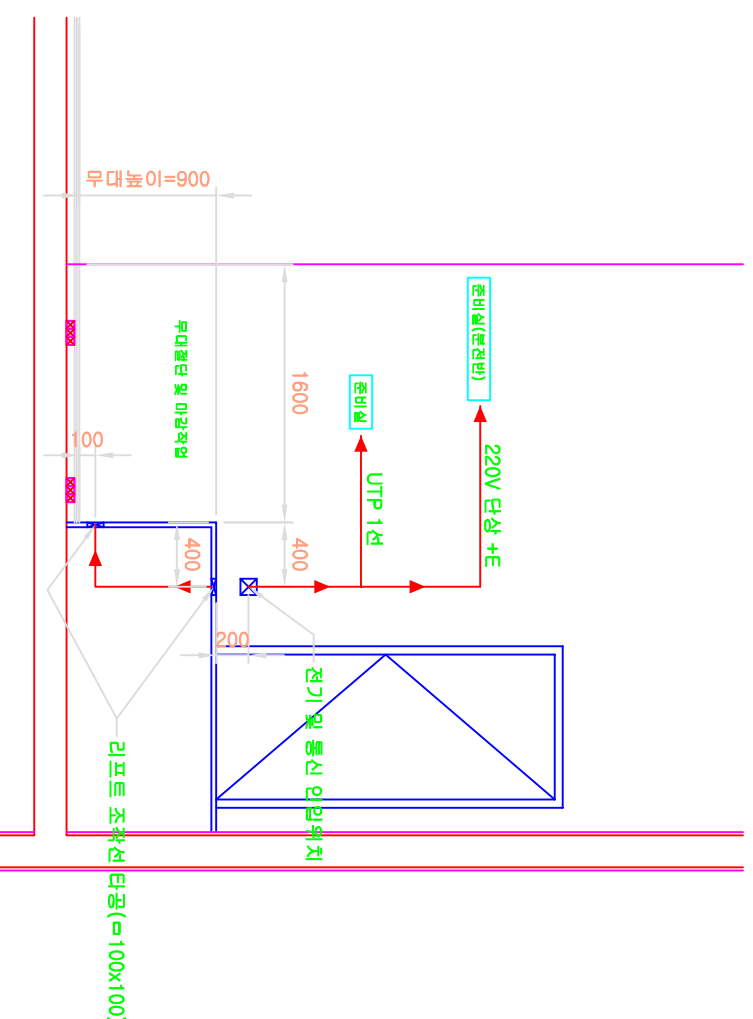 무대높이=900
준비실(분전반)
무대절단 및 마감작업
1600
준비실
100
220V 단상 +E
UTP 1선
400
400
200
전기 및 통신 인입위치
리프트 조작선 타공(ㅁ100x100)